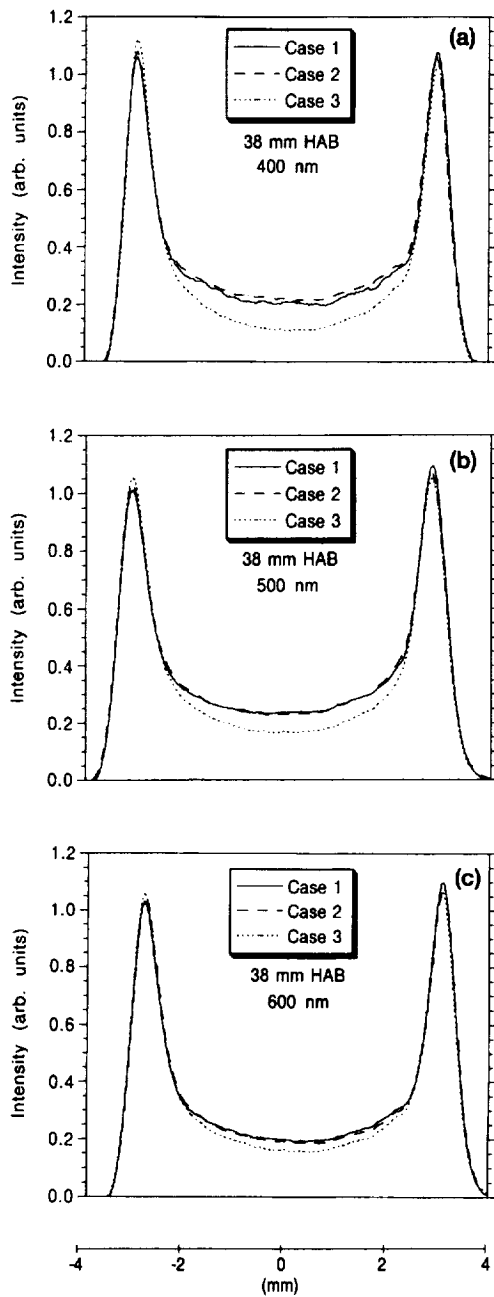 1.2
1.0
0.8
0.6
0.4
0.2
0.0
Intensity (arb. units)
(a)
Case 1
Case 2
Case 3
38 mm HAB
400 nm
1.2
1.0
0.8
0.6
0.4
0.2
0.0
Intensity (arb. units)
(b)
Case 1
Case 2
Case 3
38 mm HAB
500 nm
1.2
1.0
0.8
0.6
0.4
0.2
0.0
Intensity (arb. units)
(c)
Case 1
Case 2
Case 3
38 mm HAB
600 nm
-4 -2 0 2 4
(mm)